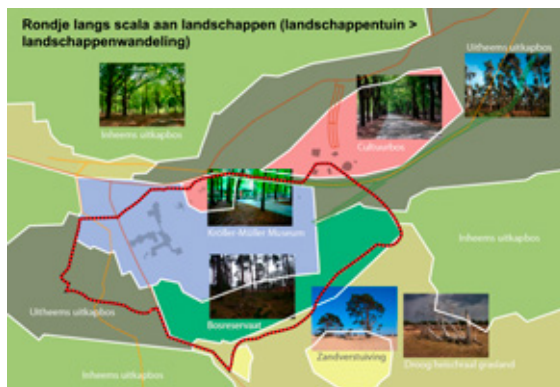 Rondje langs scala aan landschappen (landschappentuin >
landschappenwandeling)
Uitheems uitkapbos
Inheems uitkapbos
Cultuurbos
Kröller-Müller Museum
Inheems uitkapbos
Bosreservaat
Uitheems uitkapbos
Zandverstuiving
Droog heischraal grasland
Inheems uitkapbos